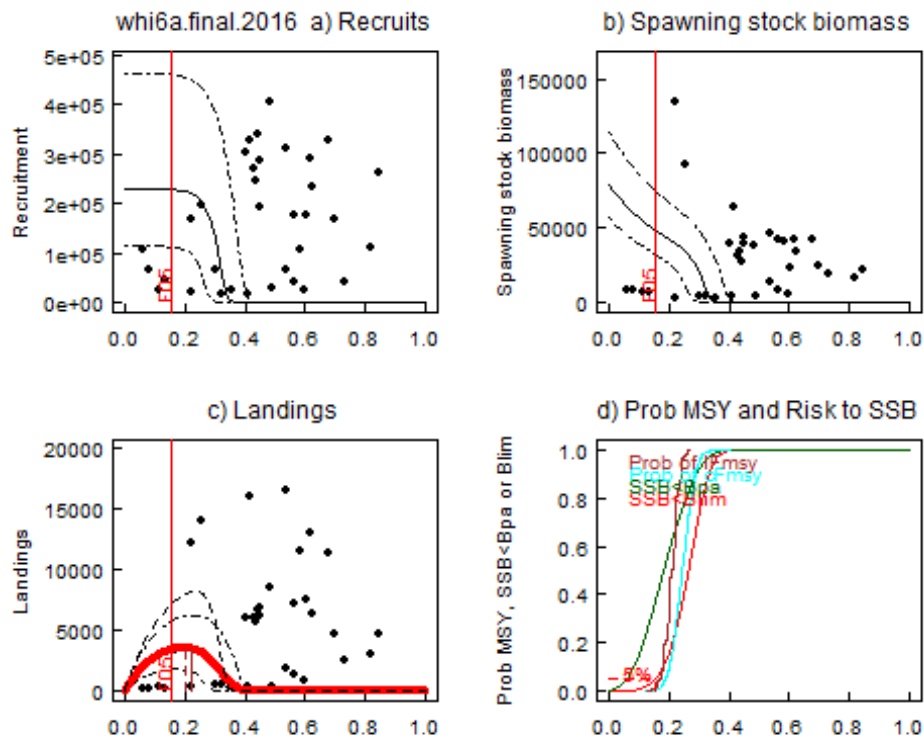 whi6a.final.2016 a) Recruits
Recruitment
5e+05
4e+05
3e+05
2e+05
1e+05
0e+00
F05
0.0 0.2 0.4 0.6 0.8 1.0
b) Spawning stock biomass
Spawning stock biomass
150000
100000
50000
0
F05
0.0 0.2 0.4 0.6 0.8 1.0
c) Landings
Landings
20000
15000
10000
5000
0
F05
0.0 0.2 0.4 0.6 0.8 1.0
d) Prob MSY and Risk to SSB
Prob MSY, SSB<Bpa or Blim
1.0
0.8
0.6
0.4
0.2
0.0
Prob of lFmsy
Prob of cFmsy
SSB<Bpa
SSB<Blim
5%
0.0 0.2 0.4 0.6 0.8 1.0